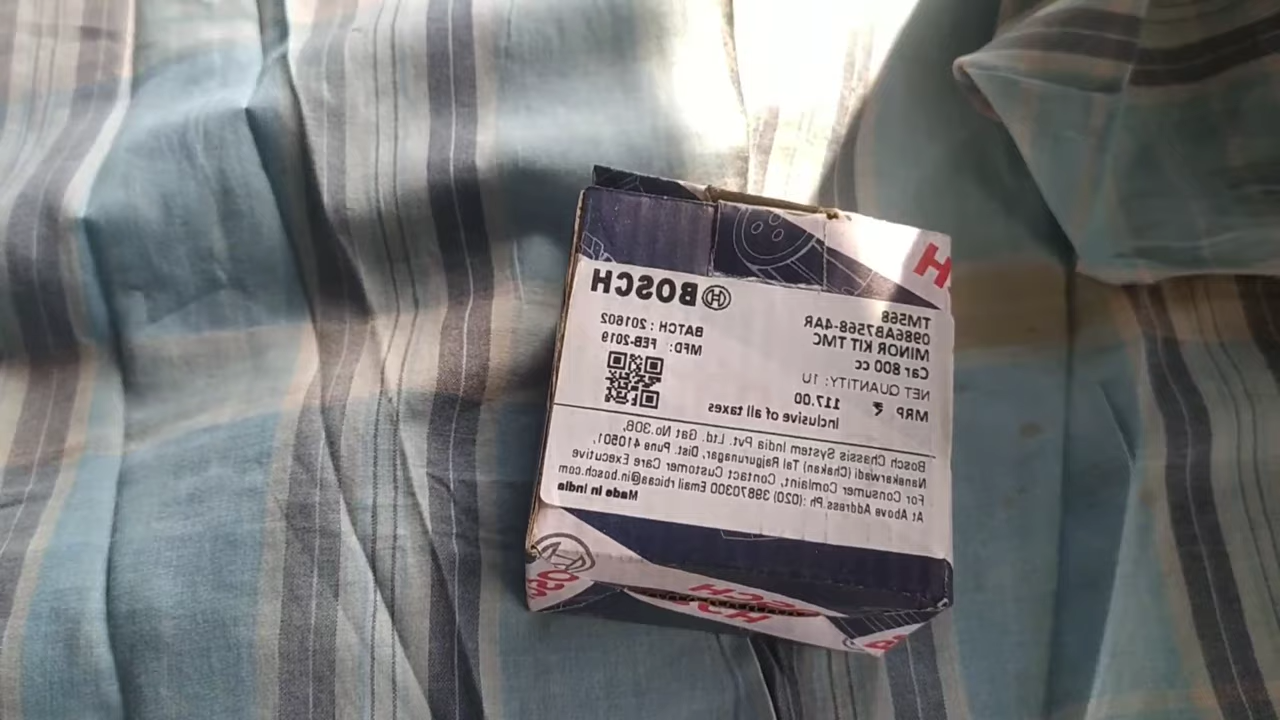 H
BOSCH
TM568
0986AB7568-4AR
MINOR KIT TMC
Car 800 cc
NET QUANTITY: 1U
MRP ₹ 117.00
Inclusive of all taxes
BATCH : 201602
MFD: FEB-2019
Bosch Chassis System India Pvt. Ltd. Gat No.306,
Nanekarwadi (Chakan) Tal Rajgurunagar, Dist. Pune 410501,
For Consumer Complaint, Contact Customer Care Executive
At Above Address Ph :(020) 39870300 Email rbicaa@in.bosch.com
Made in India